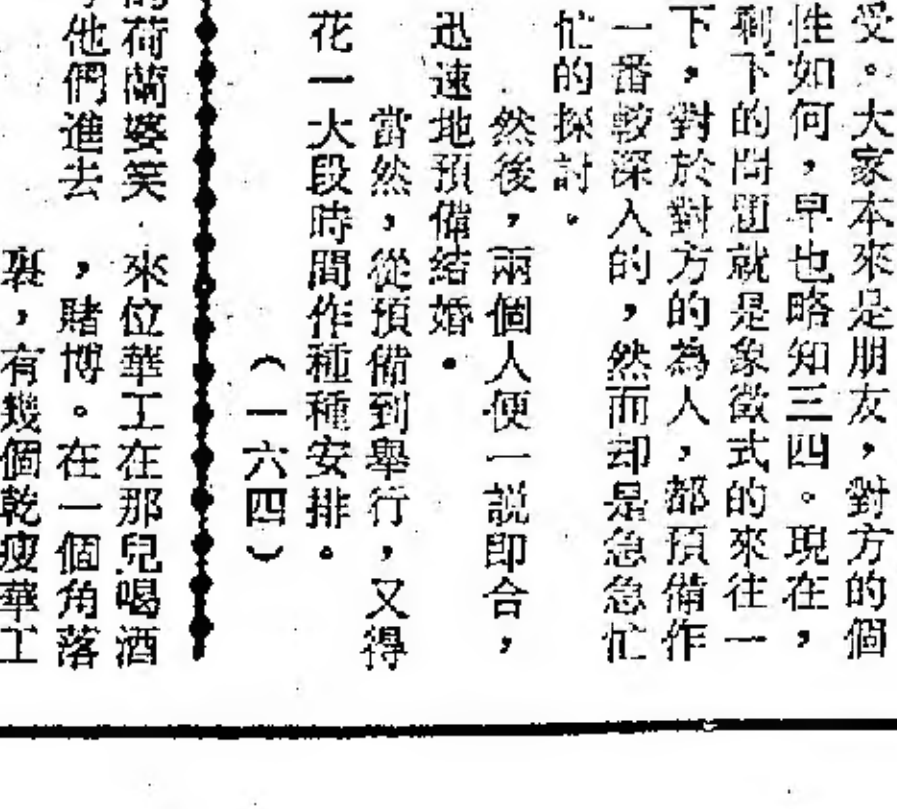 受。大家本來是朋友，對方的個
性如何，早也略知三四。現在，
剩下的問題就是象徵式的來往一
下，對於對方的為人，都預備作
一番較深入的，然而却是急急忙
忙的探討。
然後，兩個人便一説即合，
迅速地預備結婚。
當然，從預備到舉行，又得
花一大段時間作種種安排。
（一六四）
荷蘭婆笑
他們進去
來位華工在那兒喝酒
，賭博。在一個角落
裏，有幾個乾瘦華工